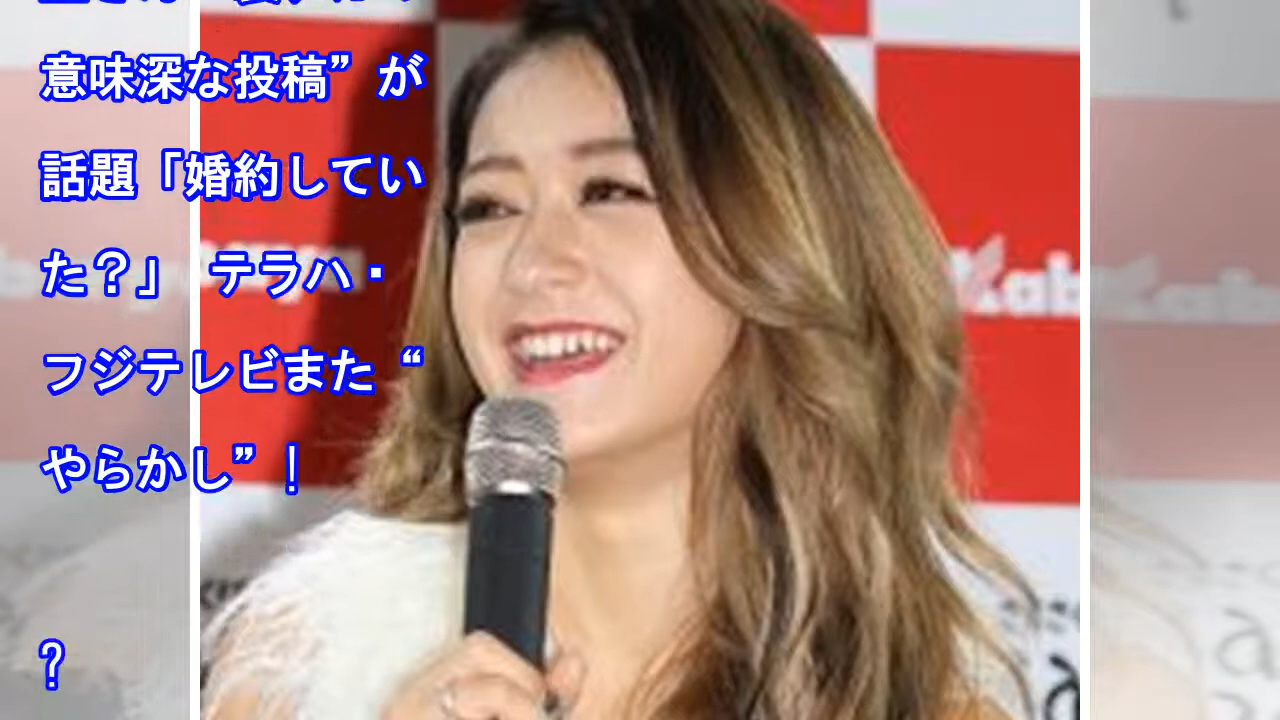 意味深な投稿”が
話題「婚約してい
た?」 テラハ・
フジテレビまた“
やらかし”!
?